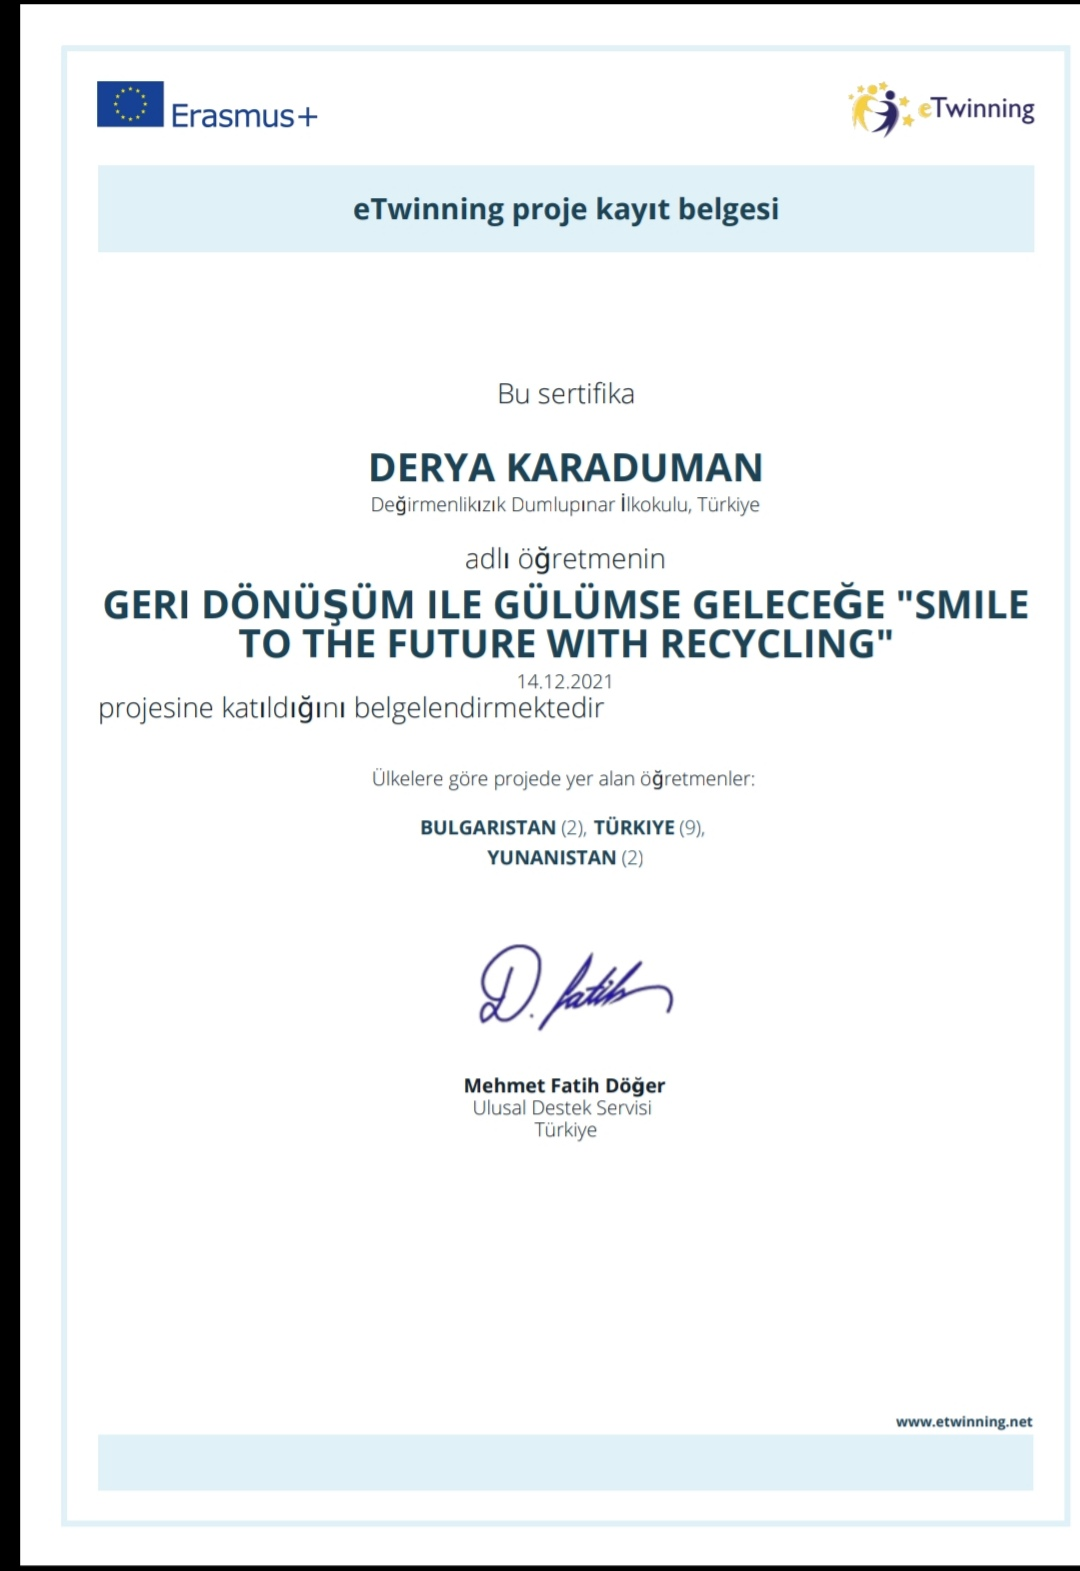 Erasmus+
eTwinning
eTwinning proje kayıt belgesi
Bu sertifika
DERYA KARADUMAN
Değirmenlikızık Dumlupınar İlkokulu, Türkiye
adlı öğretmenin
GERI DÖNÜŞÜM ILE GÜLÜMSE GELECEĞE "SMILE
TO THE FUTURE WITH RECYCLING"
14.12.2021
projesine katıldığını belgelendirmektedir
Ülkelere göre projede yer alan öğretmenler:
BULGARISTAN (2), TÜRKIYE (9),
YUNANISTAN (2)
D. fatih
Mehmet Fatih Döğer
Ulusal Destek Servisi
Türkiye
www.etwinning.net